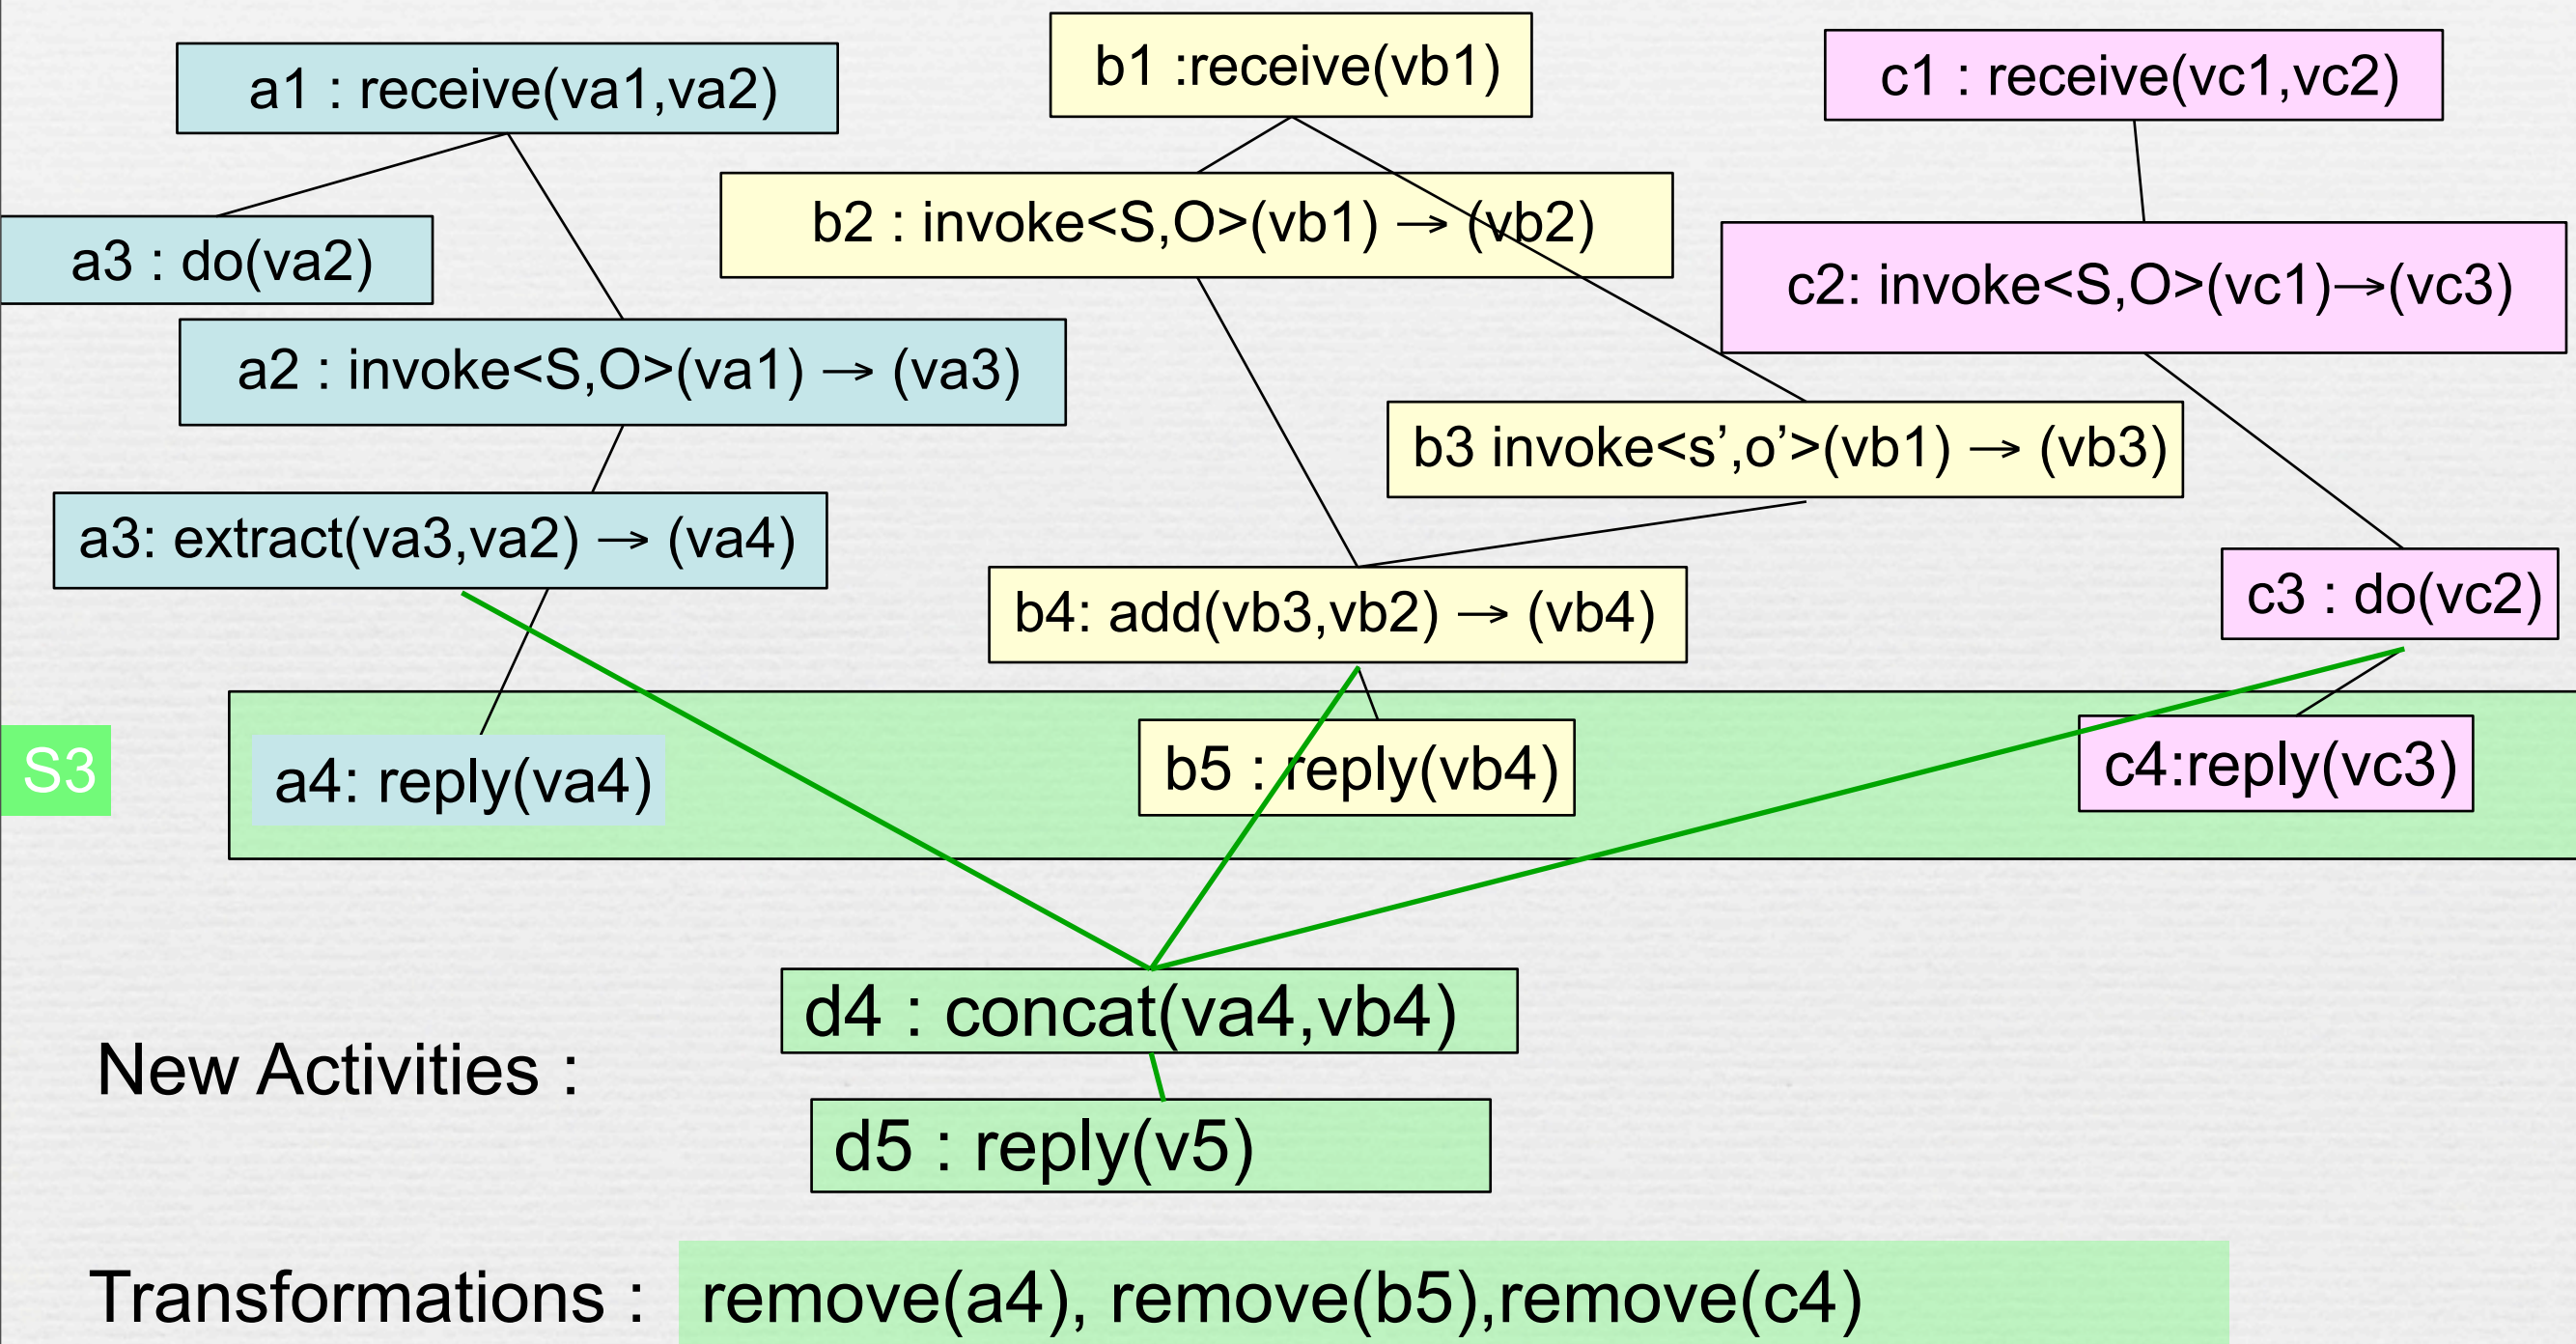 a1 : receive(va1,va2)
b1 :receive(vb1)
c1 : receive(vc1,vc2)
a3 : do(va2)
b2 : invoke<S,O>(vb1) → (vb2)
c2: invoke<S,O>(vc1)→(vc3)
a2 : invoke<S,O>(va1) → (va3)
b3 invoke<s’,o’>(vb1) → (vb3)
a3: extract(va3,va2) → (va4)
b4: add(vb3,vb2) → (vb4)
c3 : do(vc2)
S3
a4: reply(va4)
b5 : reply(vb4)
c4:reply(vc3)
d4 : concat(va4,vb4)
New Activities :
d5 : reply(v5)
Transformations :
remove(a4), remove(b5),remove(c4)